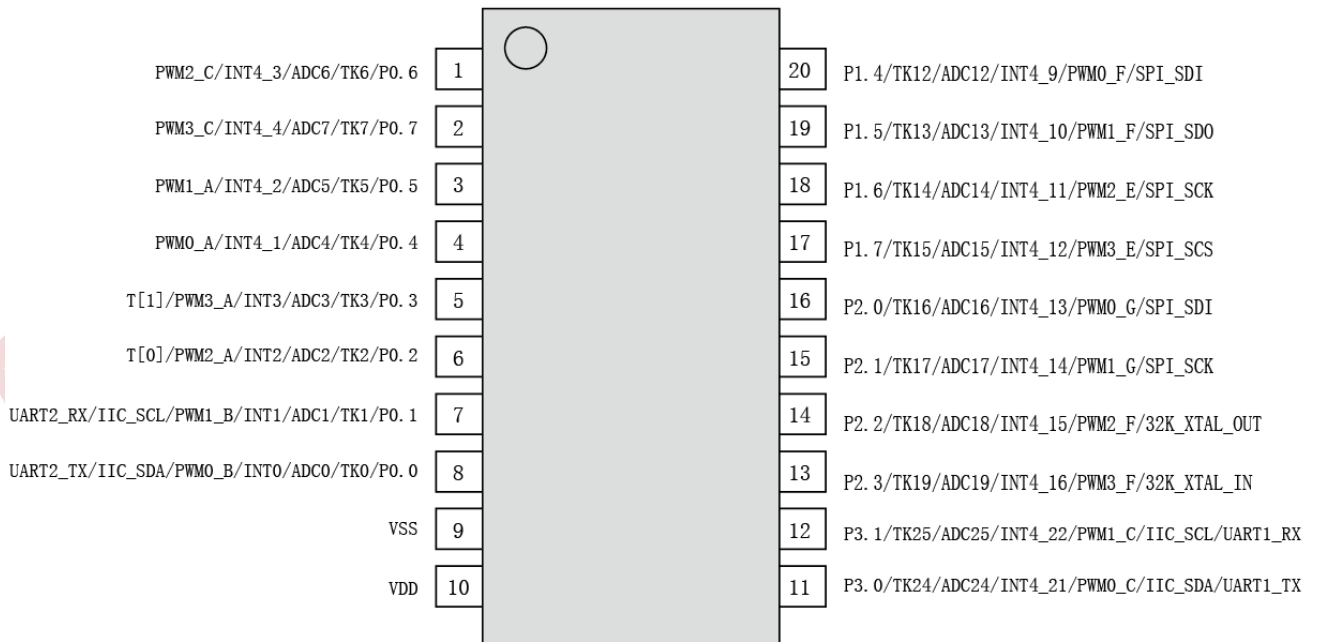 PWM2_C/INT4_3/ADC6/TK6/P0.6 1 20 P1.4/TK12/ADC12/INT4_9/PWM0_F/SPI_SDI
PWM3_C/INT4_4/ADC7/TK7/P0.7 2 19 P1.5/TK13/ADC13/INT4_10/PWM1_F/SPI_SDO
PWM1_A/INT4_2/ADC5/TK5/P0.5 3 18 P1.6/TK14/ADC14/INT4_11/PWM2_E/SPI_SCK
PWM0_A/INT4_1/ADC4/TK4/P0.4 4 17 P1.7/TK15/ADC15/INT4_12/PWM3_E/SPI_SCS
T[1]/PWM3_A/INT3/ADC3/TK3/P0.3 5 16 P2.0/TK16/ADC16/INT4_13/PWM0_G/SPI_SDI
T[0]/PWM2_A/INT2/ADC2/TK2/P0.2 6 15 P2.1/TK17/ADC17/INT4_14/PWM1_G/SPI_SCK
UART2_RX/IIC_SCL/PWM1_B/INT1/ADC1/TK1/P0.1 7 14 P2.2/TK18/ADC18/INT4_15/PWM2_F/32K_XTAL_OUT
UART2_TX/IIC_SDA/PWM0_B/INT0/ADC0/TK0/P0.0 8 13 P2.3/TK19/ADC19/INT4_16/PWM3_F/32K_XTAL_IN
VSS 9 12 P3.1/TK25/ADC25/INT4_22/PWM1_C/IIC_SCL/UART1_RX
VDD 10 11 P3.0/TK24/ADC24/INT4_21/PWM0_C/IIC_SDA/UART1_TX